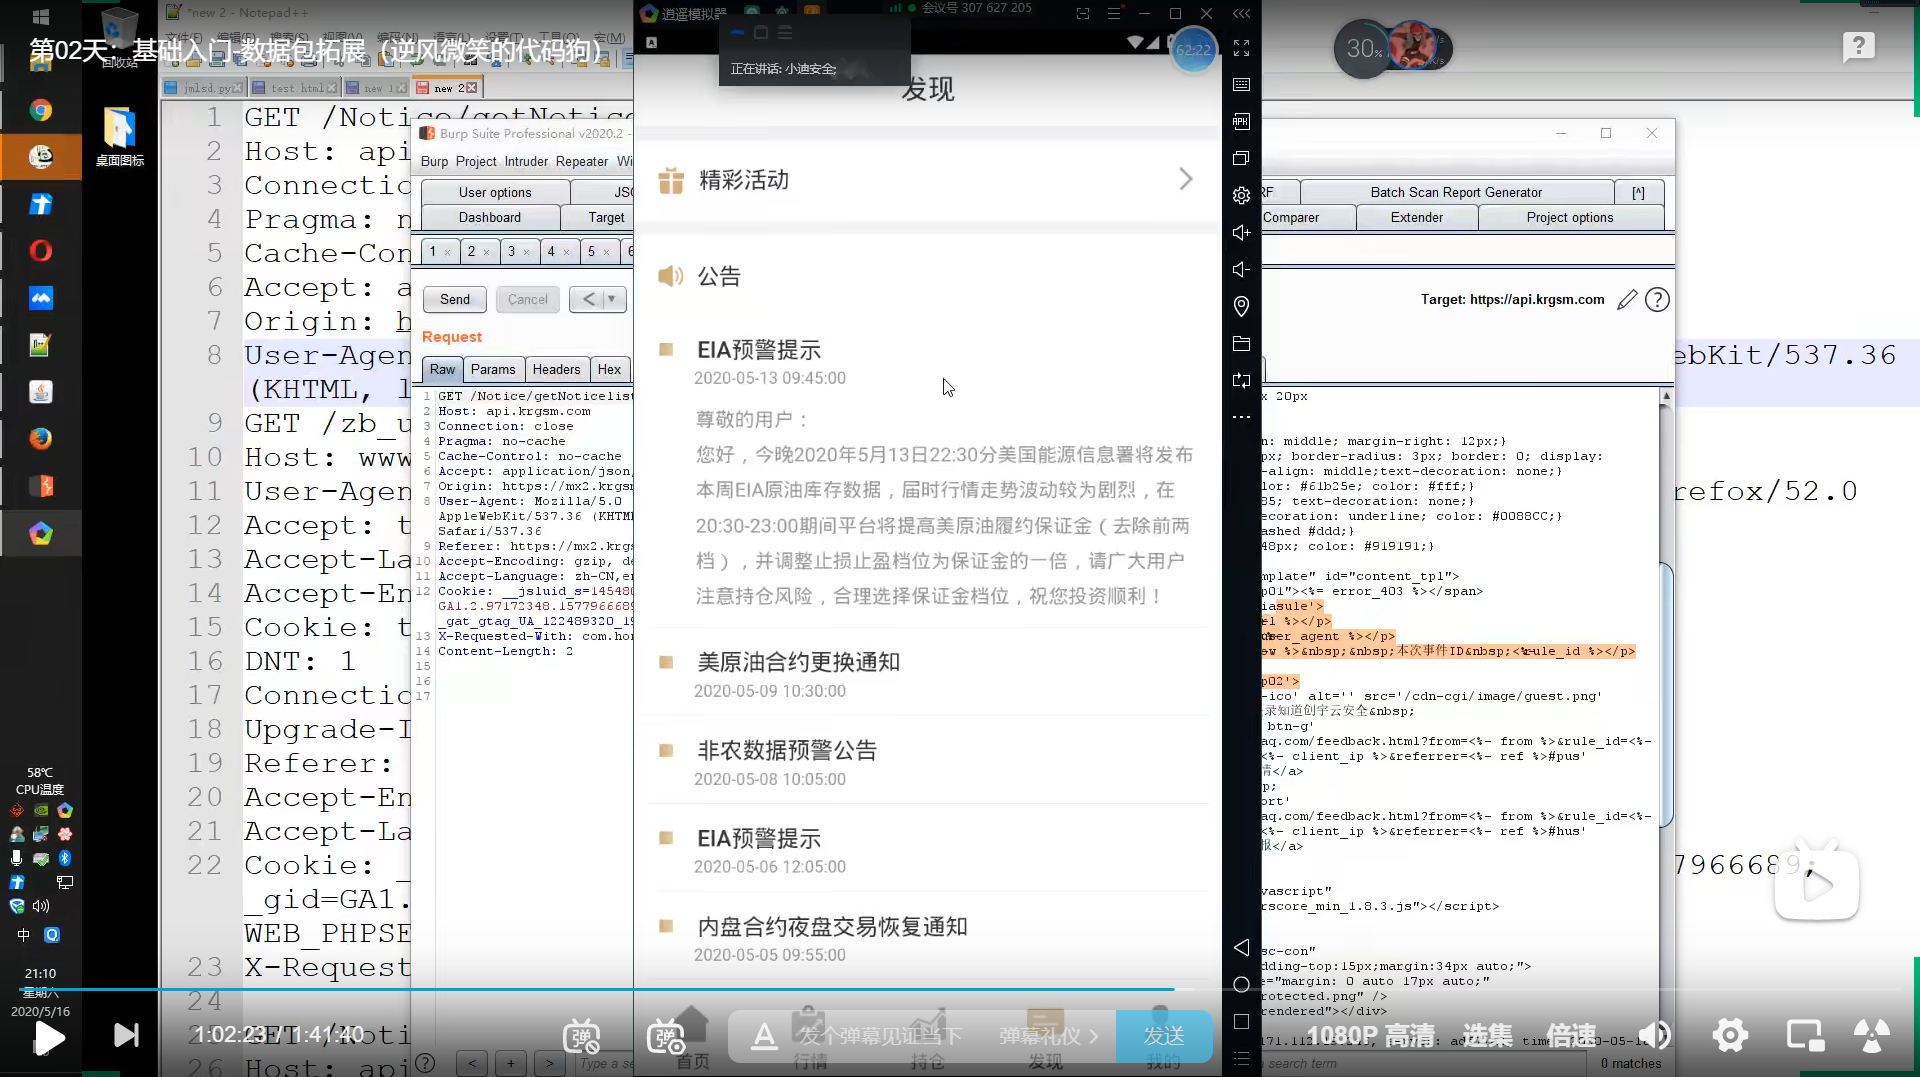 第02天：基础入门-数据包拓展（逆风微笑的代码狗）
回收站
桌面图标
58℃
CPU温度
中
21:10
星期六
2020/5/16
*new 2 - Notepad++
jmlsd.py
test html
new 1
new 2
1 GET /Notice/getNotice
2 Host: api
3 Connectio
4 Pragma: n
5 Cache-Con
6 Accept: a
7 Origin: h
8 User-Agen
ebKit/537.36
(KHTML, l
9 GET /zb_u
10 Host: www
11 User-Agen
refox/52.0
12 Accept: t
13 Accept-La
14 Accept-En
15 Cookie: t
16 DNT: 1
17 Connectio
18 Upgrade-I
19 Referer:
20 Accept-En
21 Accept-La
22 Cookie: _
7966689;
_gid=GA1.
WEB_PHPSE
23 X-Request
24
25 GET /Noti
26 Host: api
Burp Suite Professional v2020.2 -
Burp Project Intruder Repeater Wi
User options
JSO
RF
Batch Scan Report Generator
[^]
Dashboard
Target
Comparer
Extender
Project options
1 × 2 × 3 × 4 × 5 × 6
Send
Cancel
< ▼
Target: https://api.krgsm.com
Request
Raw
Params
Headers
Hex
1 GET /Notice/getNoticelist
2 Host: api.krgsm.com
3 Connection: close
4 Pragma: no-cache
5 Cache-Control: no-cache
6 Accept: application/json,
7 Origin: https://mx2.krgsm
8 User-Agent: Mozilla/5.0
AppleWebKit/537.36 (KHTML
Safari/537.36
9 Referer: https://mx2.krgs
10 Accept-Encoding: gzip, de
11 Accept-Language: zh-CN,en
12 Cookie: __jsluid_s=145480
GA1.2.97172348.1577966689
_gat_gtag_UA_122489320_19
13 X-Requested-With: com.hon
14 Content-Length: 2
15
16
17
逍遥模拟器
会议号 307 627 205
正在讲话: 小迪安全;
62:22
30%
发现
精彩活动
公告
EIA预警提示
2020-05-13 09:45:00
尊敬的用户：
您好，今晚2020年5月13日22:30分美国能源信息署将发布
本周EIA原油库存数据，届时行情走势波动较为剧烈，在
20:30-23:00期间平台将提高美原油履约保证金（去除前两
档），并调整止损止盈档位为保证金的一倍，请广大用户
注意持仓风险，合理选择保证金档位，祝您投资顺利！
美原油合约更换通知
2020-05-09 10:30:00
非农数据预警公告
2020-05-08 10:05:00
EIA预警提示
2020-05-06 12:05:00
内盘合约夜盘交易恢复通知
2020-05-05 09:55:00
首页
行情
持仓
发现
我的
APK
x 20px
n: middle; margin-right: 12px;}
px; border-radius: 3px; border: 0; display:
-align: middle;text-decoration: none;}
lor: #61b25e; color: #fff;}
85; text-decoration: none;}
ecoration: underline; color: #0088CC;}
ashed #ddd;}
48px; color: #919191;}
mplate" id="content_tpl">
p01"><%= error_403 %></span>
iasule'>
rl %></p>
user_agent %></p>
ow %>&nbsp;&nbsp;本次事件ID&nbsp;<%rule_id %></p>
p02'>
-ico' alt='' src='/cdn-cgi/image/guest.png'
录知道创宇云安全&nbsp;
btn-g'
aq.com/feedback.html?from=<%- from %>&rule_id=<%-
<%- client_ip %>&referrer=<%- ref %>#pus'
情</a>
p;
ort'
aq.com/feedback.html?from=<%- from %>&rule_id=<%-
<%- client_ip %>&referrer=<%- ref %>#hus'
报</a>
vascript"
rscore_min_1.8.3.js"></script>
sc-con"
dding-top:15px;margin:34px auto;">
="margin: 0 auto 17px auto;"
rotected.png" />
rendered"></div>
search term
0 matches
Type a se
1:02:23 / 1:41:40
弹
弹
发个弹幕见证当下
弹幕礼仪
发送
1080P 高清
选集
倍速